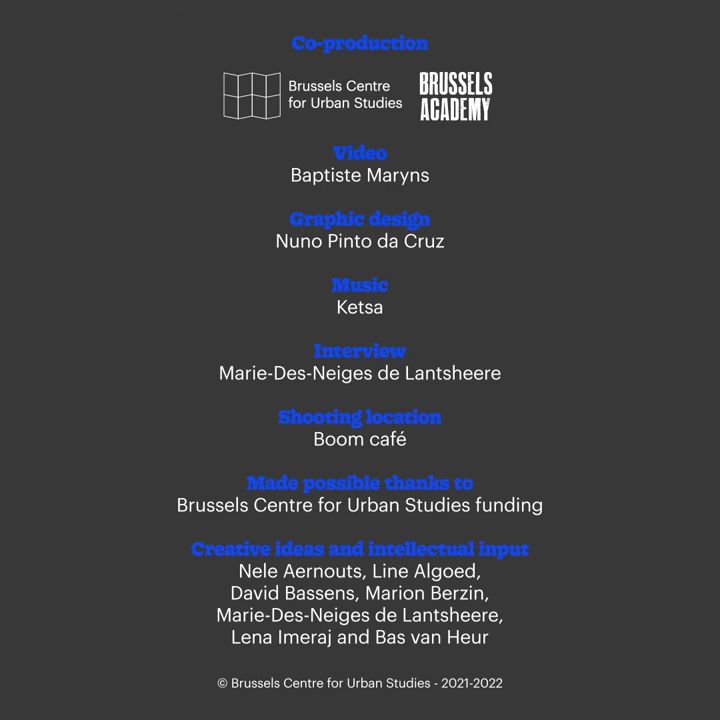 Co-production
Brussels Centre
for Urban Studies
BRUSSELS
ACADEMY
Video
Baptiste Maryns
Graphic design
Nuno Pinto da Cruz
Music
Ketsa
Interview
Marie-Des-Neiges de Lantsheere
Shooting location
Boom café
Made possible thanks to
Brussels Centre for Urban Studies funding
Creative ideas and intellectual input
Nele Aernouts, Line Algoed,
David Bassens, Marion Berzin,
Marie-Des-Neiges de Lantsheere,
Lena Imeraj and Bas van Heur
© Brussels Centre for Urban Studies - 2021-2022